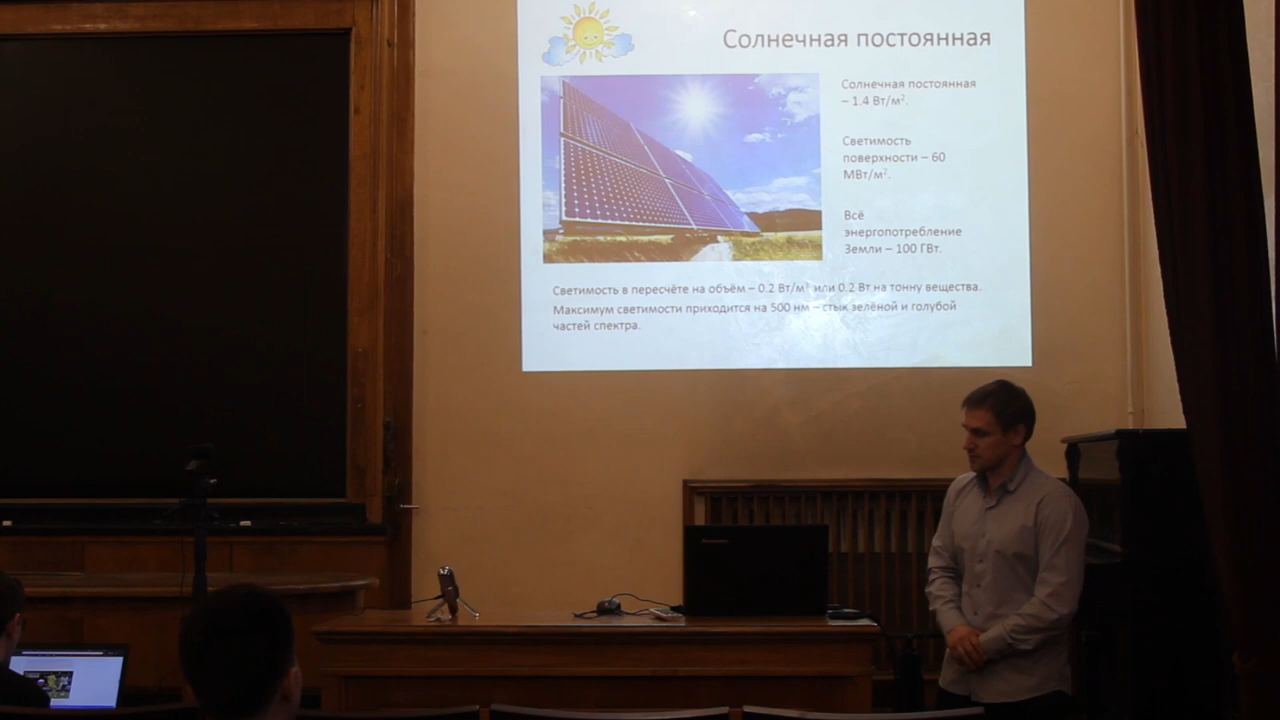 Солнечная постоянная
Солнечная постоянная
– 1.4 Вт/м².
Светимость
поверхности – 60
МВт/м².
Всё
энергопотребление
Земли – 100 ГВт.
Светимость в пересчёте на объём – 0.2 Вт/м³ или 0.2 Вт на тонну вещества.
Максимум светимости приходится на 500 нм – стык зелёной и голубой
частей спектра.